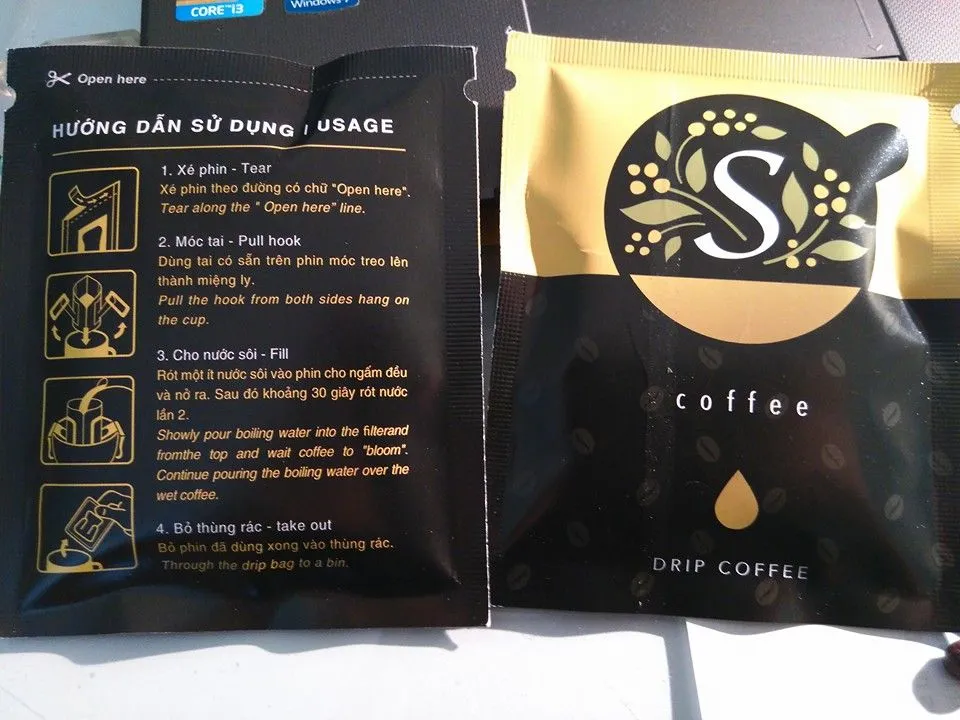 CORE™i3
Windows 7
Open here
HƯỚNG DẪN SỬ DỤNG / USAGE
1. Xé phin - Tear
Xé phin theo đường có chữ "Open here".
Tear along the " Open here" line.
2. Móc tai - Pull hook
Dùng tai có sẵn trên phin móc treo lên
thành miệng ly.
Pull the hook from both sides hang on
the cup.
3. Cho nước sôi - Fill
Rót một ít nước sôi vào phin cho ngấm đều
và nở ra. Sau đó khoảng 30 giây rót nước
lần 2.
Showly pour boiling water into the filterand
fromthe top and wait coffee to "bloom".
Continue pouring the boiling water over the
wet coffee.
4. Bỏ thùng rác - take out
Bỏ phin đã dùng xong vào thùng rác.
Through the drip bag to a bin.
S
coffee
DRIP COFFEE